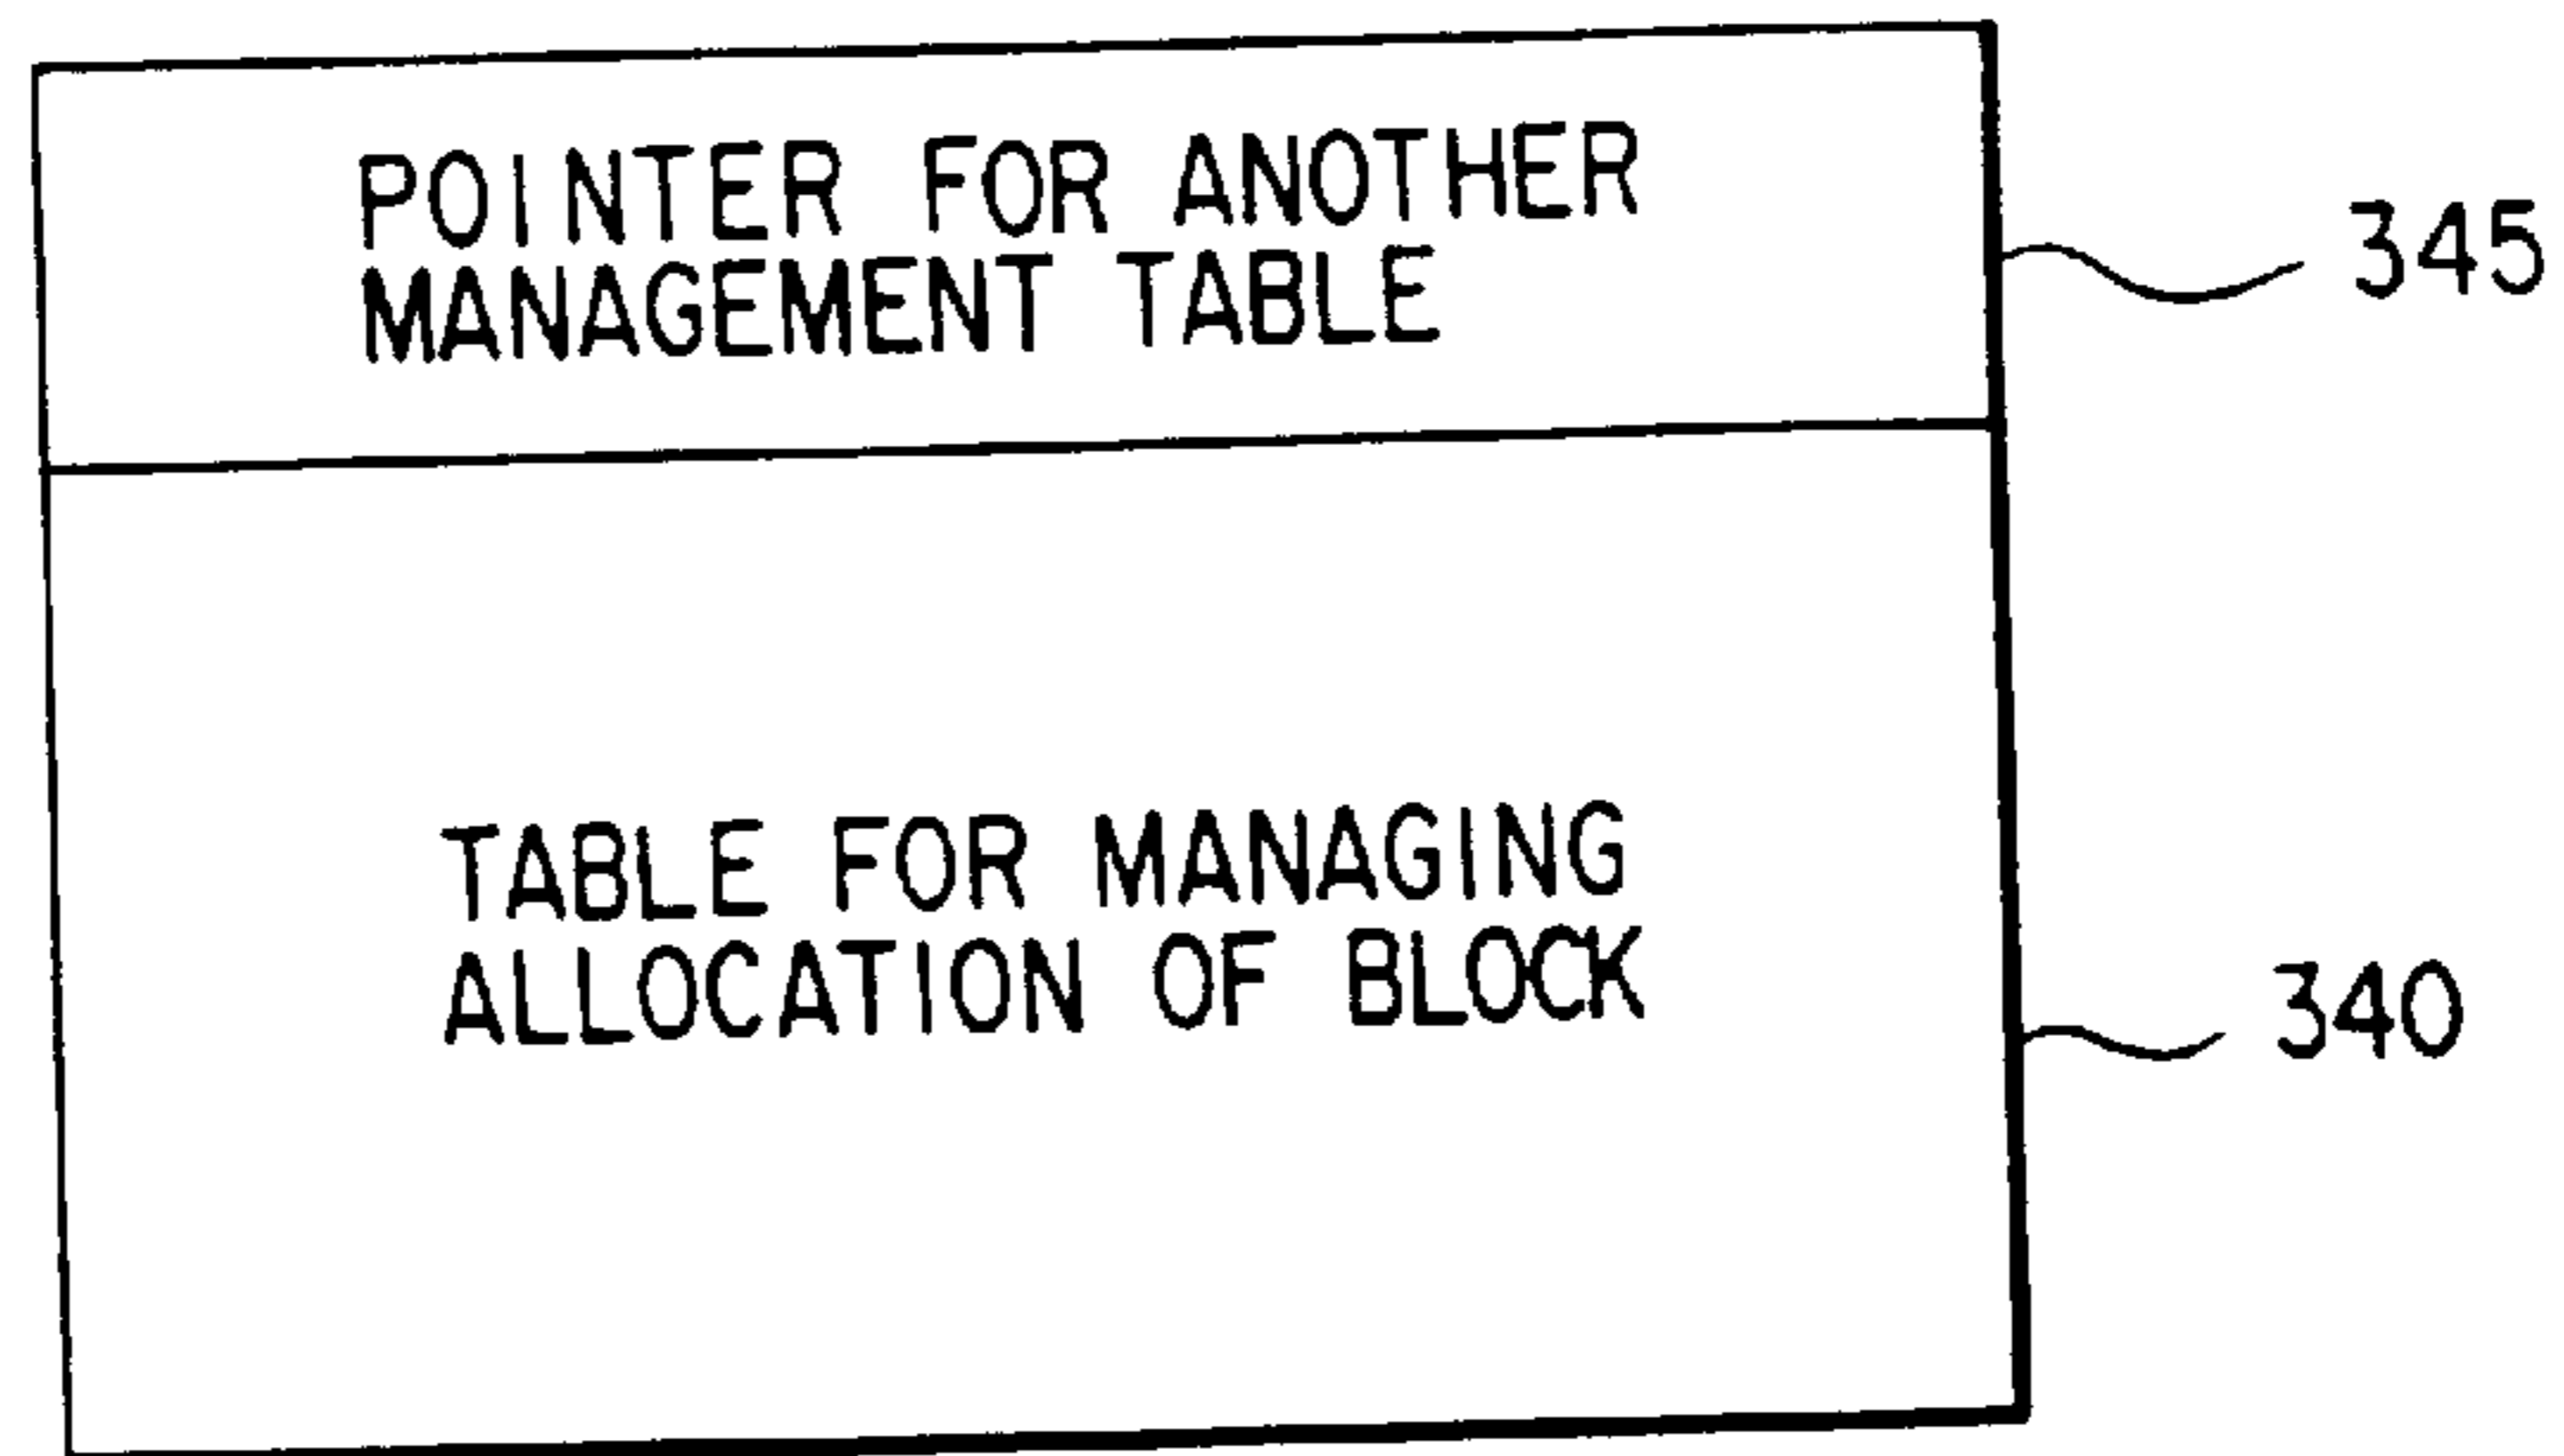 POINTER FOR ANOTHER
MANAGEMENT TABLE
345
TABLE FOR MANAGING
ALLOCATION OF BLOCK
340